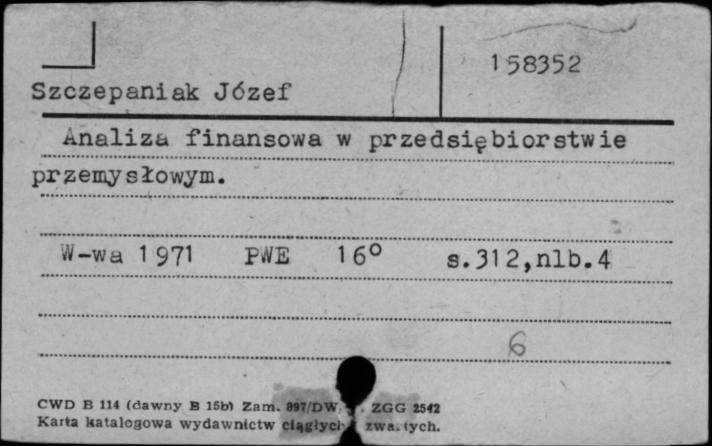 158352
Szczepaniak Józef
Analiza finansowa w przedsiębiorstwie
przemysłowym.
W-wa 1971 PWE 16° s.312,nlb.4
6
CWD B 114 (dawny B 15b) Zam. 897/DW ZGG 2542
Karta katalogowa wydawnictw ciągłych zwartych.